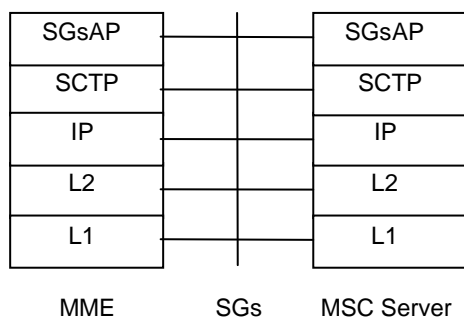 SGsAP SGsAP
SCTP SCTP
IP IP
L2 L2
L1 L1
MME SGs MSC Server